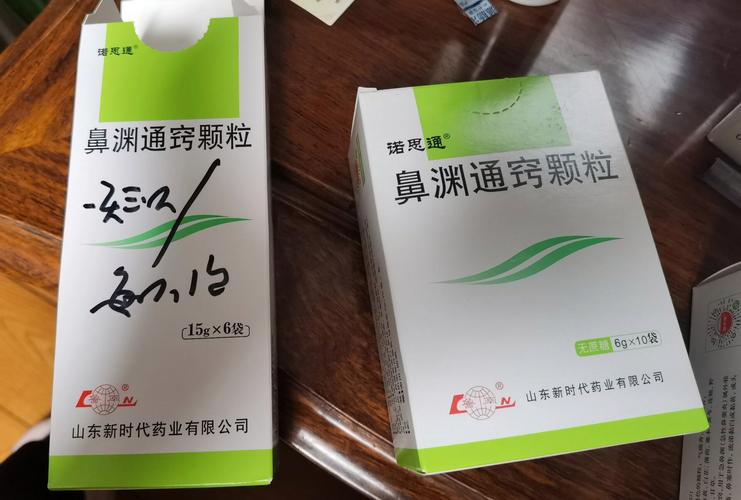 诺思通®
鼻渊通窍颗粒
一天三次
每次1包
15g×6袋
®
山东新时代药业有限公司
诺思通®
鼻渊通窍颗粒
无蔗糖 6g×10袋
®
山东新时代药业有限公司